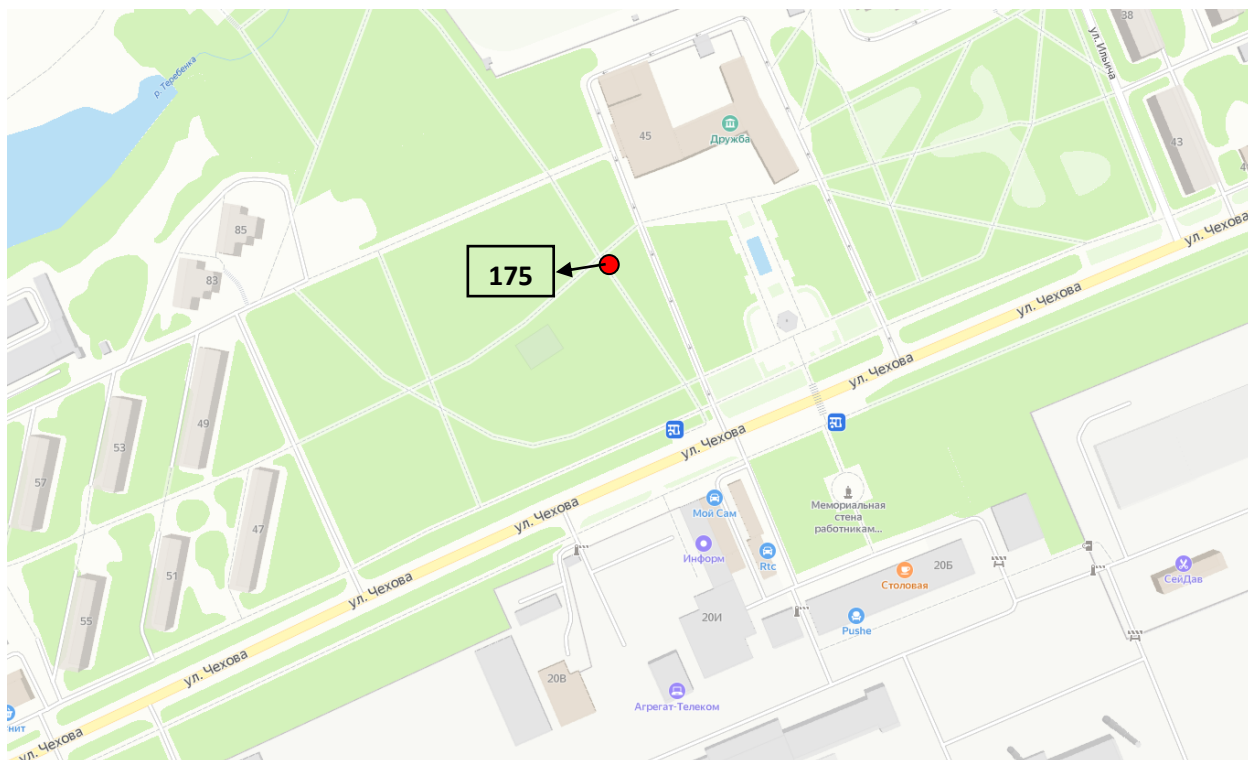 38
ул. Ильича
р. Теребенка
45
Дружба
43
85
ул. Чехова
175
83
ул. Чехова
ул. Чехова
49
53
ул. Чехова
57
Мой Сам
Мемориальная
стена
работникам...
ул. Чехова
47
Информ
Rtc
20Б
Столовая
СейДав
51
ул. Чехова
55
20И
Pushe
ул. Чехова
20В
Агрегат-Телеком
нит
ул. Чехова